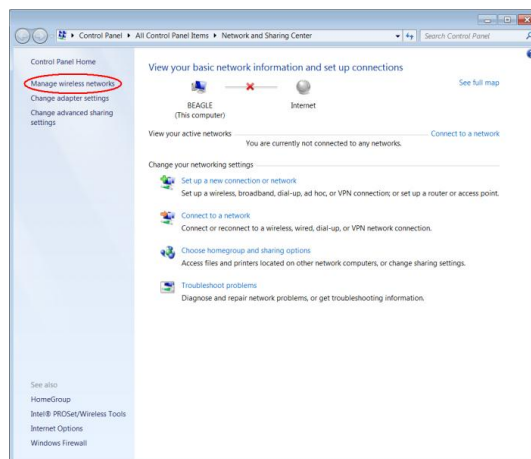 Control Panel ▸ All Control Panel Items ▸ Network and Sharing Center
Search Control Panel
Control Panel Home
Manage wireless networks
Change adapter settings
Change advanced sharing
settings
View your basic network information and set up connections
See full map
BEAGLE
(This computer)
Internet
View your active networks
Connect to a network
You are currently not connected to any networks.
Change your networking settings
Set up a new connection or network
Set up a wireless, broadband, dial-up, ad hoc, or VPN connection; or set up a router or access point.
Connect to a network
Connect or reconnect to a wireless, wired, dial-up, or VPN network connection.
Choose homegroup and sharing options
Access files and printers located on other network computers, or change sharing settings.
Troubleshoot problems
Diagnose and repair network problems, or get troubleshooting information.
See also
HomeGroup
Intel® PROSet/Wireless Tools
Internet Options
Windows Firewall